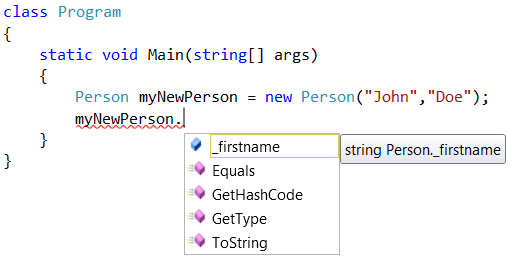 class Program
{
static void Main(string[] args)
{
Person myNewPerson = new Person("John","Doe");
myNewPerson.
}
}
_firstname
string Person._firstname
Equals
GetHashCode
GetType
ToString